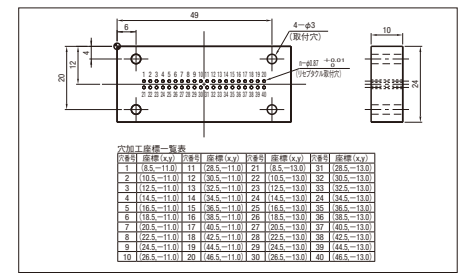 49
6
4−φ3
(取付穴)
10
4
12
20
24
n−φ0.87 +0.01 0
(リセプタクル取付穴)
1 2 3 4 5 6 7 8 9 10 11 12 13 14 15 16 17 18 19 20
21 22 23 24 25 26 27 28 29 30 31 32 33 34 35 36 37 38 39 40
穴加工座標一覧表
穴番号 座標(x,y) 穴番号 座標(x,y) 穴番号 座標(x,y) 穴番号 座標(x,y)
1 (8.5,−11.0) 11 (28.5,−11.0) 21 (8.5,−13.0) 31 (28.5,−13.0)
2 (10.5,−11.0) 12 (30.5,−11.0) 22 (10.5,−13.0) 32 (30.5,−13.0)
3 (12.5,−11.0) 13 (32.5,−11.0) 23 (12.5,−13.0) 33 (32.5,−13.0)
4 (14.5,−11.0) 14 (34.5,−11.0) 24 (14.5,−13.0) 34 (34.5,−13.0)
5 (16.5,−11.0) 15 (36.5,−11.0) 25 (16.5,−13.0) 35 (36.5,−13.0)
6 (18.5,−11.0) 16 (38.5,−11.0) 26 (18.5,−13.0) 36 (38.5,−13.0)
7 (20.5,−11.0) 17 (40.5,−11.0) 27 (20.5,−13.0) 37 (40.5,−13.0)
8 (22.5,−11.0) 18 (42.5,−11.0) 28 (22.5,−13.0) 38 (42.5,−13.0)
9 (24.5,−11.0) 19 (44.5,−11.0) 29 (24.5,−13.0) 39 (44.5,−13.0)
10 (26.5,−11.0) 20 (46.5,−11.0) 30 (26.5,−13.0) 40 (46.5,−13.0)